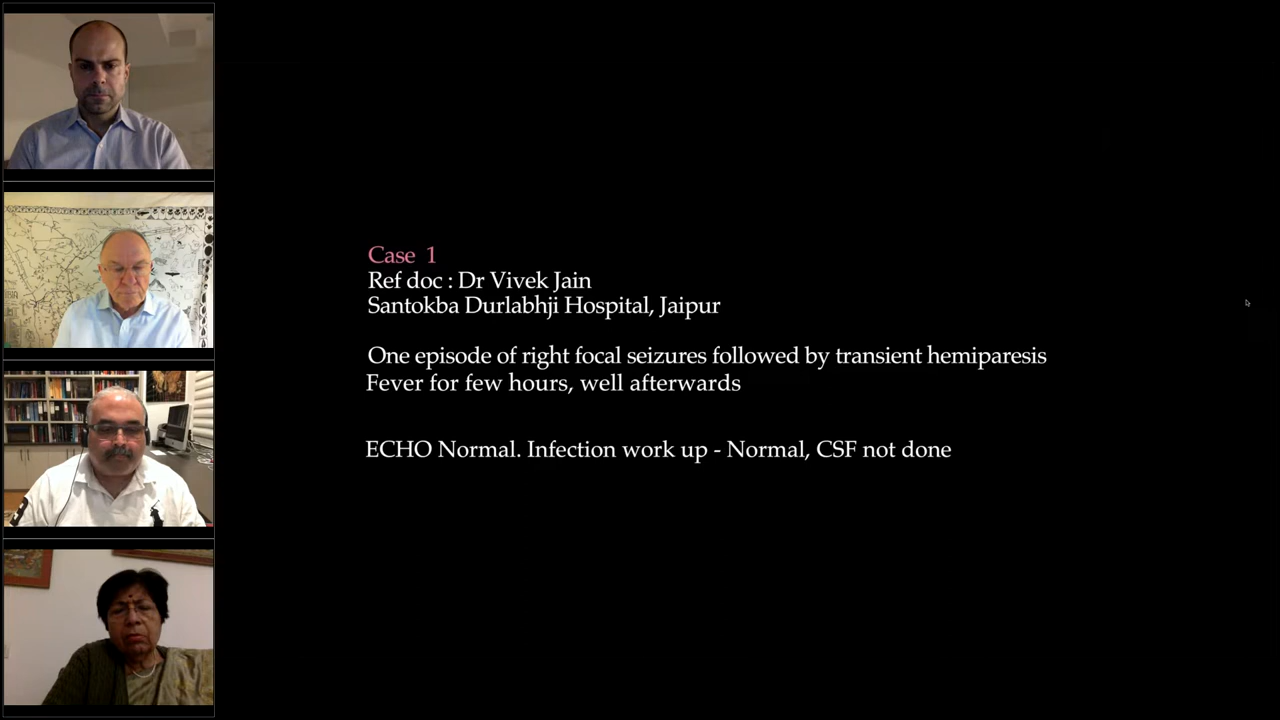 Case 1
Ref doc : Dr Vivek Jain
Santokba Durlabhji Hospital, Jaipur
One episode of right focal seizures followed by transient hemiparesis
Fever for few hours, well afterwards
ECHO Normal. Infection work up - Normal, CSF not done